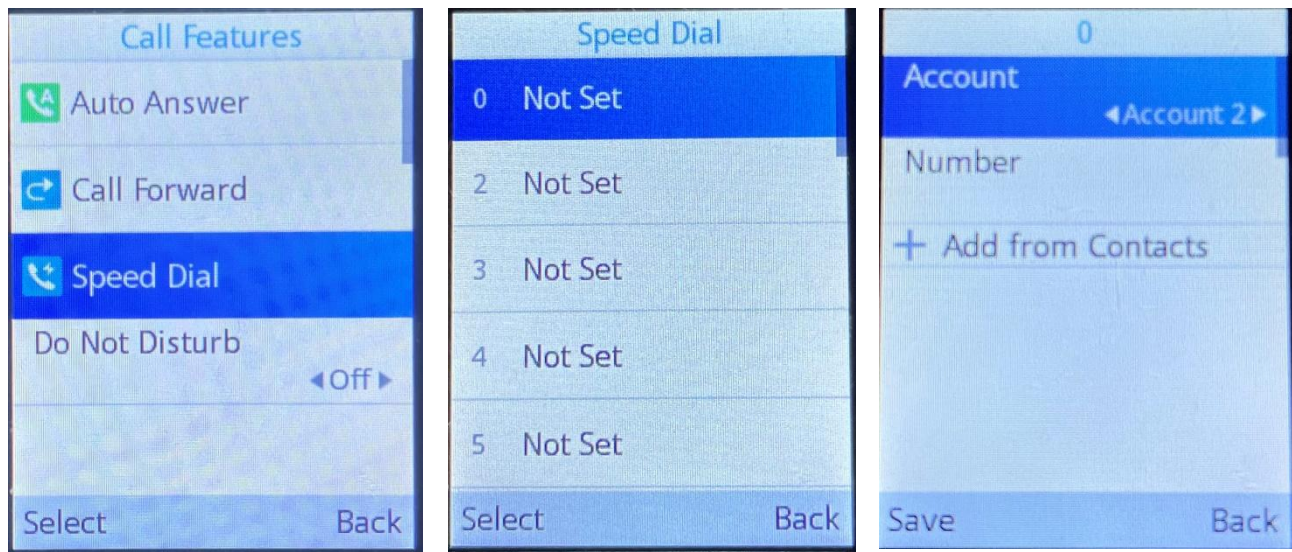 Call Features
Auto Answer
Call Forward
Speed Dial
Do Not Disturb
Off
Select Back
Speed Dial
0 Not Set
2 Not Set
3 Not Set
4 Not Set
5 Not Set
Select Back
0
Account
Account 2
Number
Add from Contacts
Save Back